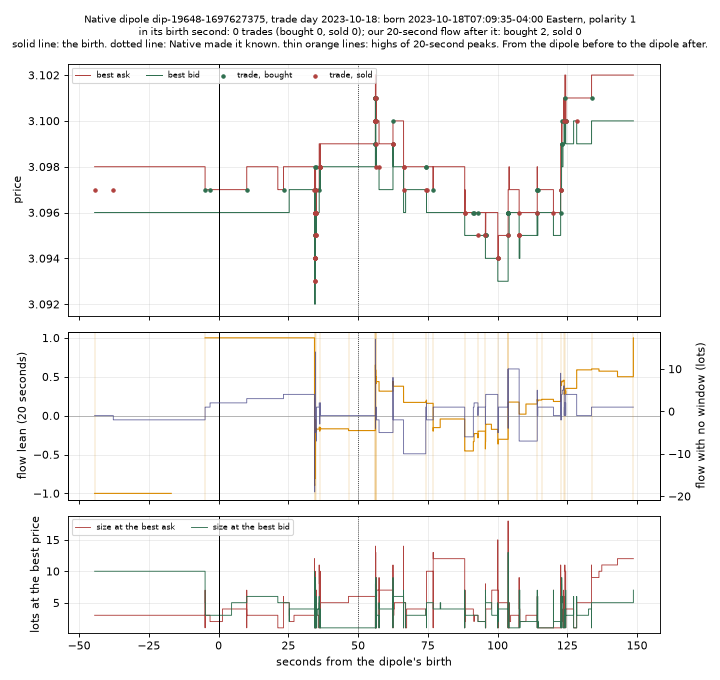 Native dipole dip-19648-1697627375, trade day 2023-10-18: born 2023-10-18T07:09:35-04:00 Eastern, polarity 1
in its birth second: 0 trades (bought 0, sold 0); our 20-second flow after it: bought 2, sold 0
solid line: the birth. dotted line: Native made it known. thin orange lines: highs of 20-second peaks. From the dipole before to the dipole after.
best ask
best bid
trade, bought
trade, sold
3.102
3.100
3.098
3.096
3.094
3.092
price
1.0
0.5
0.0
−0.5
−1.0
flow lean (20 seconds)
10
0
−10
−20
flow with no window (lots)
size at the best ask
size at the best bid
15
10
5
lots at the best price
−50
−25
0
25
50
75
100
125
150
seconds from the dipole's birth